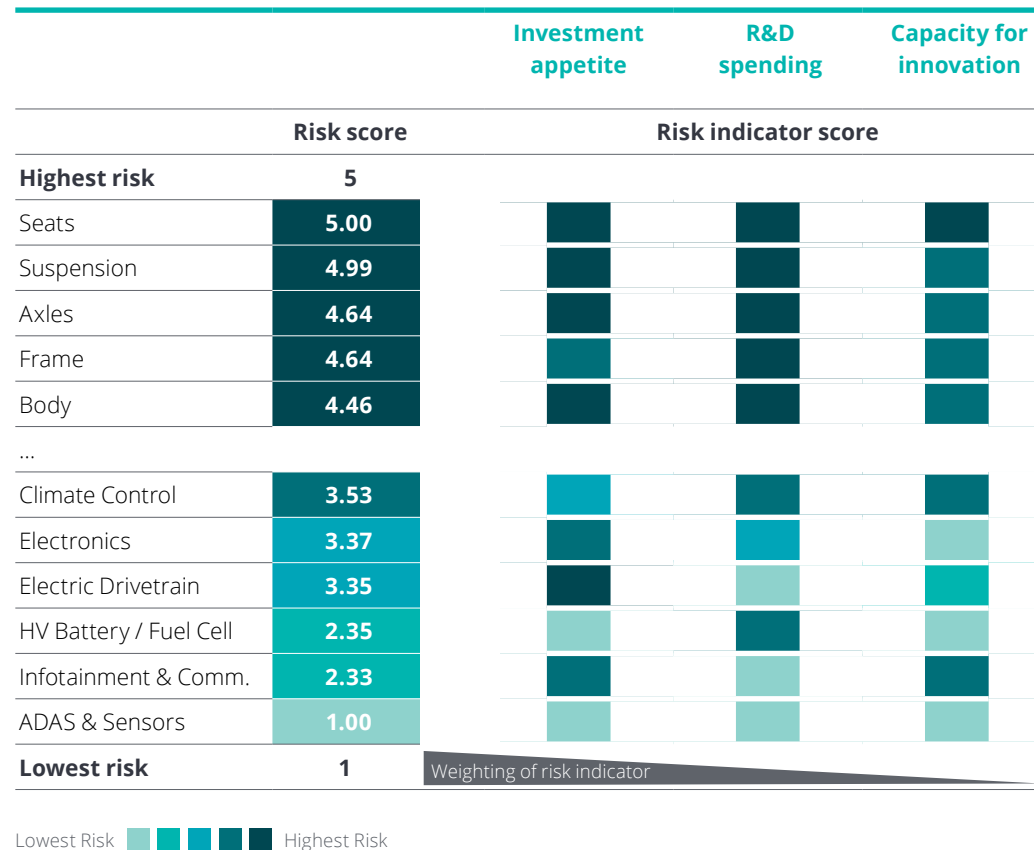 Investment appetite R&D spending Capacity for innovation
Risk score Risk indicator score
Highest risk 5
Seats 5.00
Suspension 4.99
Axles 4.64
Frame 4.64
Body 4.46
...
Climate Control 3.53
Electronics 3.37
Electric Drivetrain 3.35
HV Battery / Fuel Cell 2.35
Infotainment & Comm. 2.33
ADAS & Sensors 1.00
Lowest risk 1 Weighting of risk indicator
Lowest Risk Highest Risk